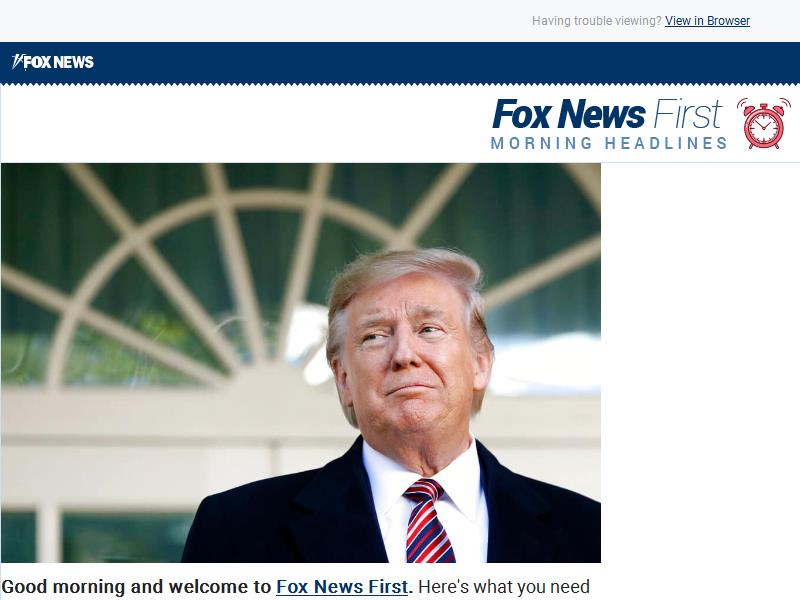 Having trouble viewing? View in Browser
FOX NEWS
Fox News First
MORNING HEADLINES
Good morning and welcome to Fox News First. Here's what you need